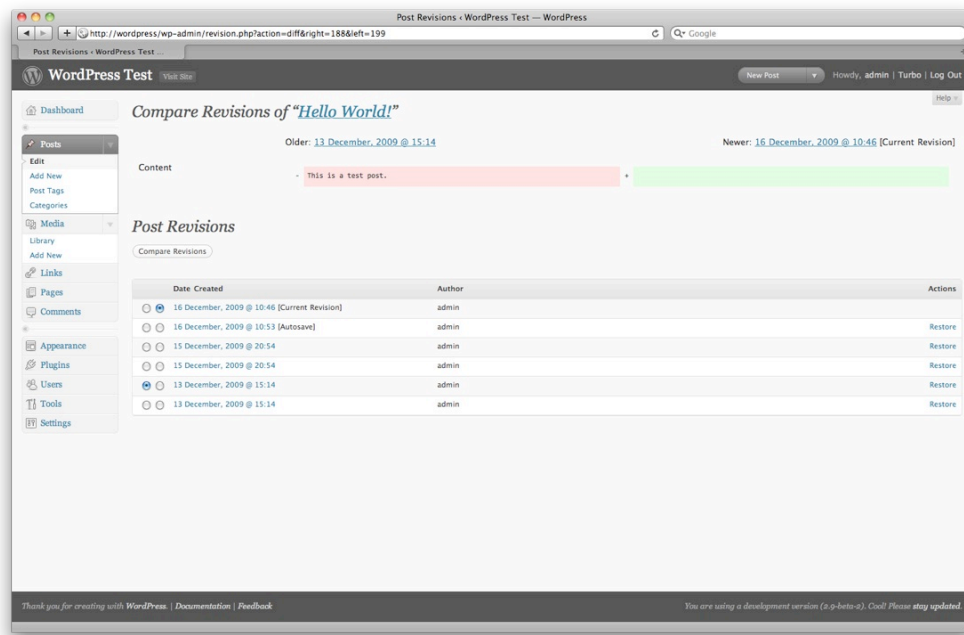 Post Revisions ‹ WordPress Test — WordPress
http://wordpress/wp-admin/revision.php?action=diff&right=188&left=199
Google
Post Revisions ‹ WordPress Test ...
WordPress Test Visit Site
New Post
Howdy, admin | Turbo | Log Out
Help
Dashboard
Posts
Edit
Add New
Post Tags
Categories
Media
Library
Add New
Links
Pages
Comments
Appearance
Plugins
Users
Tools
Settings
Compare Revisions of “Hello World!”
Older: 13 December, 2009 @ 15:14
Newer: 16 December, 2009 @ 10:46 [Current Revision]
Content
- This is a test post.
+
Post Revisions
Compare Revisions
Date Created Author Actions
16 December, 2009 @ 10:46 [Current Revision] admin
16 December, 2009 @ 10:53 [Autosave] admin Restore
15 December, 2009 @ 20:54 admin Restore
15 December, 2009 @ 20:54 admin Restore
13 December, 2009 @ 15:14 admin Restore
13 December, 2009 @ 15:14 admin Restore
Thank you for creating with WordPress. | Documentation | Feedback
You are using a development version (2.9-beta-2). Cool! Please stay updated.